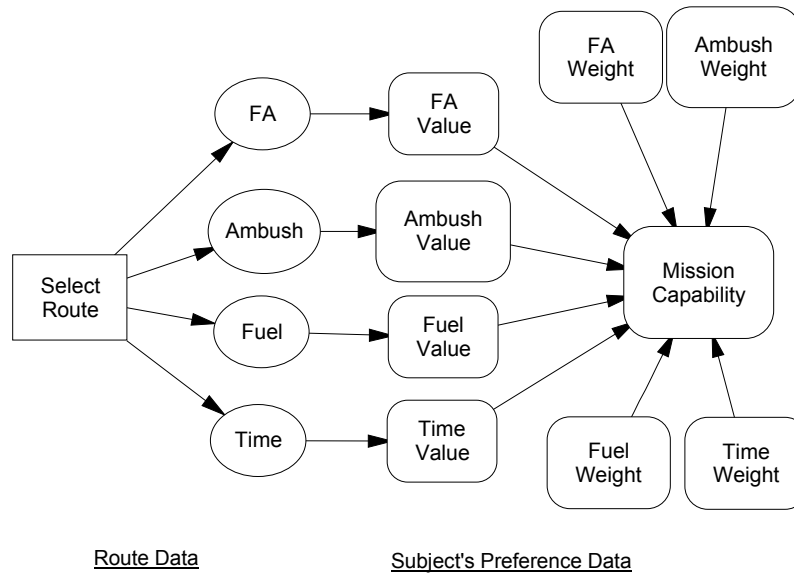 FA
Weight
Ambush
Weight
FA
FA
Value
Ambush
Ambush
Value
Select
Route
Mission
Capability
Fuel
Fuel
Value
Time
Time
Value
Fuel
Weight
Time
Weight
Route Data
Subject's Preference Data